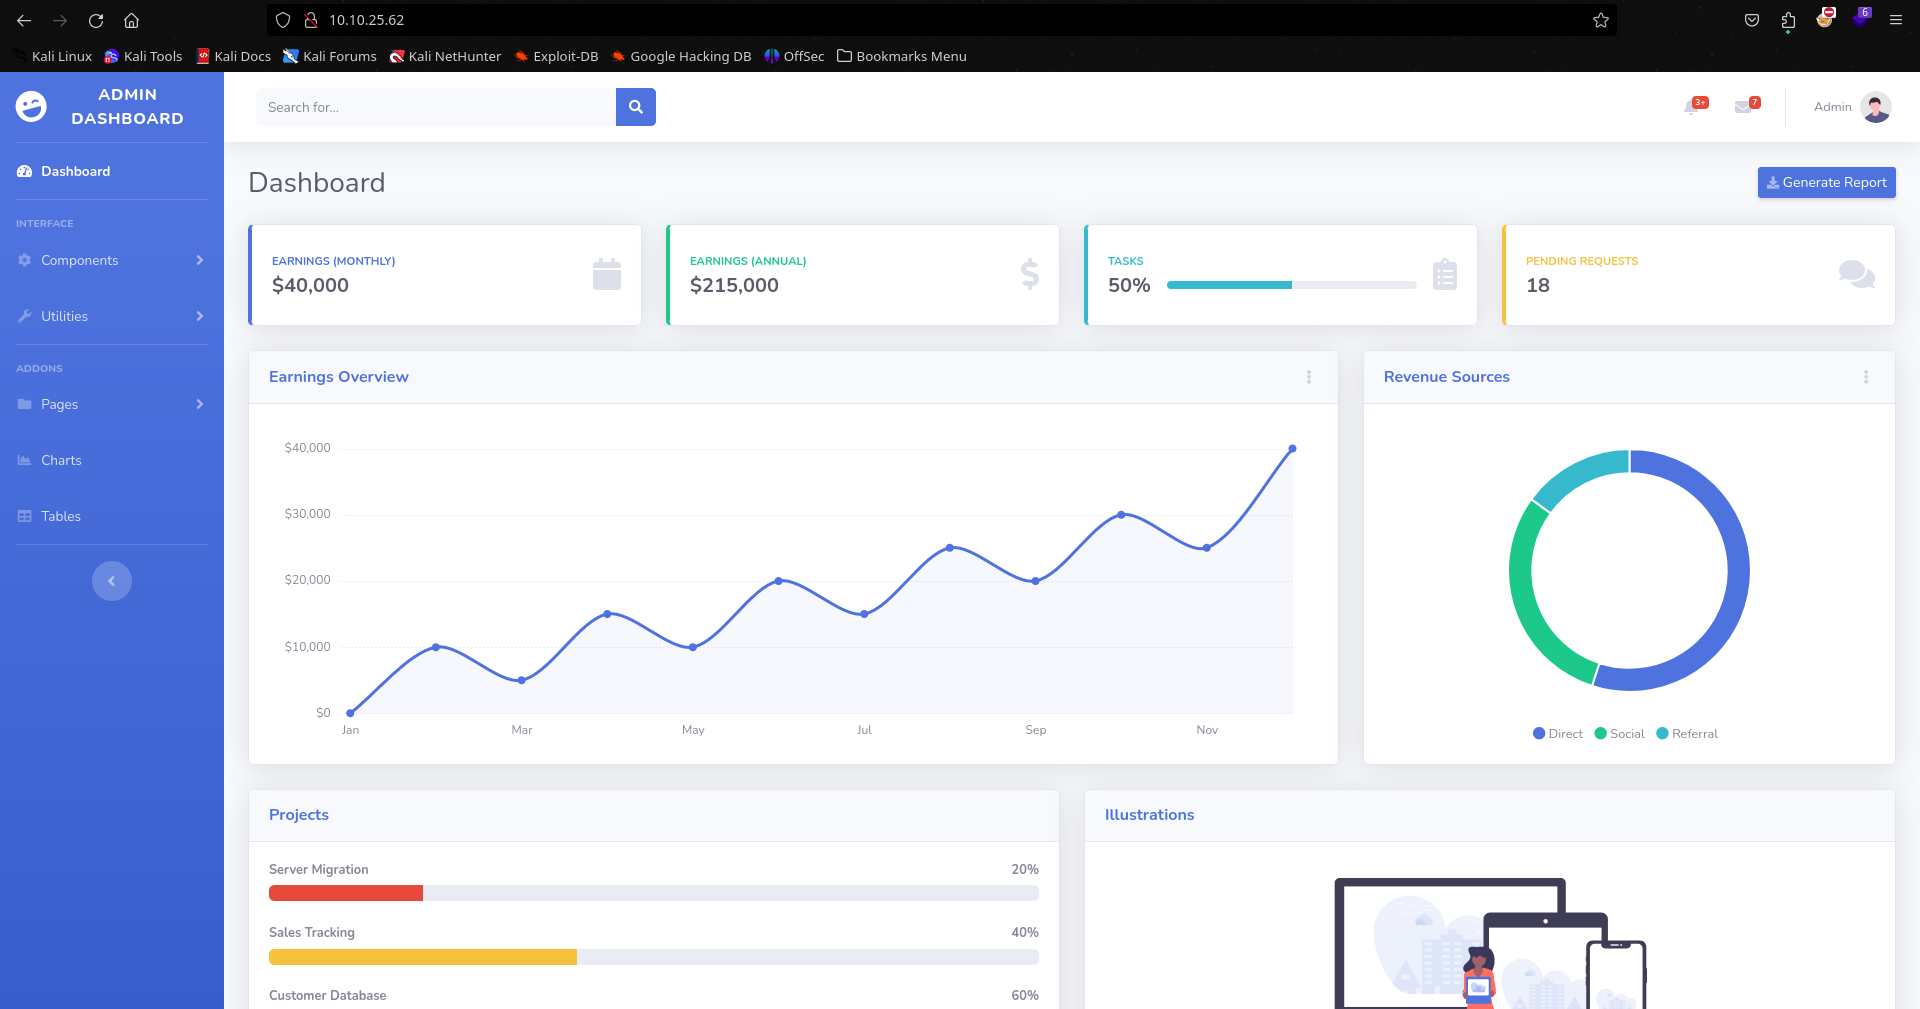 10.10.25.62
6
Kali Linux
Kali Tools
Kali Docs
Kali Forums
Kali NetHunter
Exploit-DB
Google Hacking DB
OffSec
Bookmarks Menu
ADMIN
DASHBOARD
Search for...
3+
7
Admin
Dashboard
INTERFACE
Components
Utilities
ADDONS
Pages
Charts
Tables
Dashboard
Generate Report
EARNINGS (MONTHLY)
$40,000
EARNINGS (ANNUAL)
$215,000
TASKS
50%
PENDING REQUESTS
18
Earnings Overview
$40,000
$30,000
$20,000
$10,000
$0
Jan Mar May Jul Sep Nov
Revenue Sources
Direct Social Referral
Projects
Server Migration 20%
Sales Tracking 40%
Customer Database 60%
Illustrations